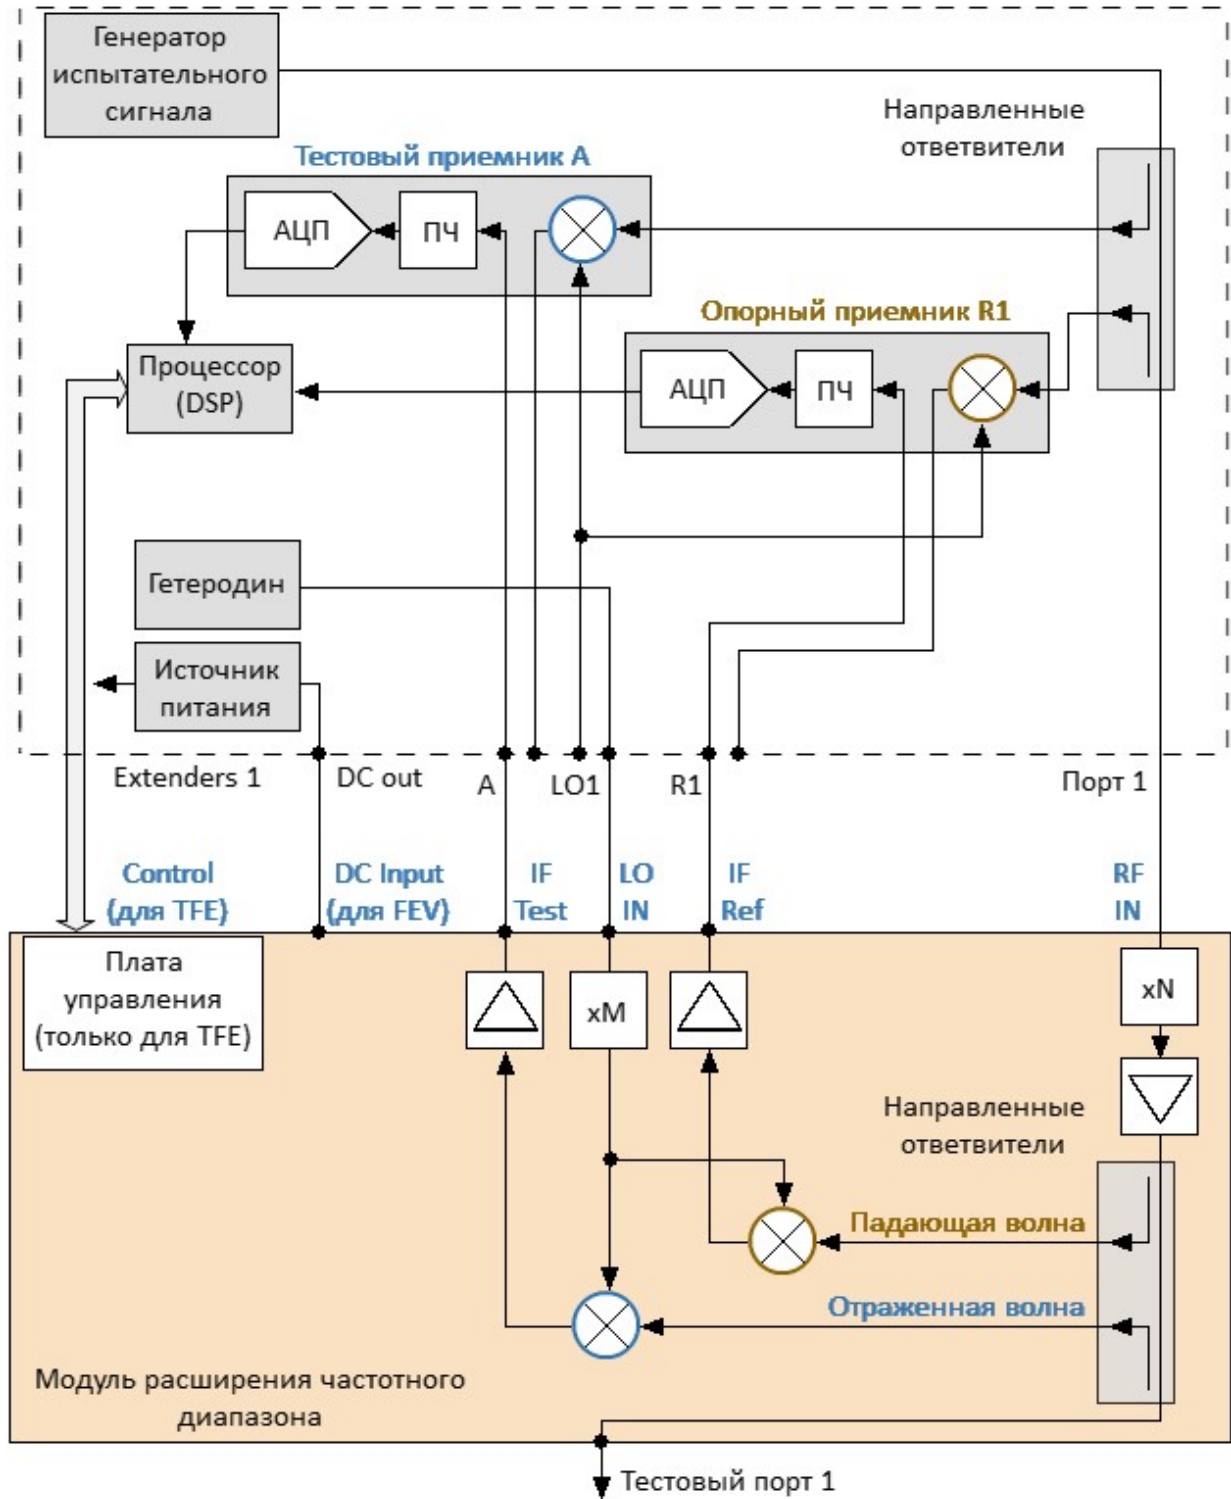 Генератор
испытательного
сигнала
Направленные
ответвители
Тестовый приемник А
АЦП
ПЧ
Опорный приемник R1
Процессор
(DSP)
АЦП
ПЧ
Гетеродин
Источник
питания
Extenders 1
DC out
A
LO1
R1
Порт 1
Control
(для TFE)
DC Input
(для FEV)
IF
Test
LO
IN
IF
Ref
RF
IN
Плата
управления
(только для TFE)
xM
xN
Направленные
ответвители
Падающая волна
Отраженная волна
Модуль расширения частотного
диапазона
Тестовый порт 1